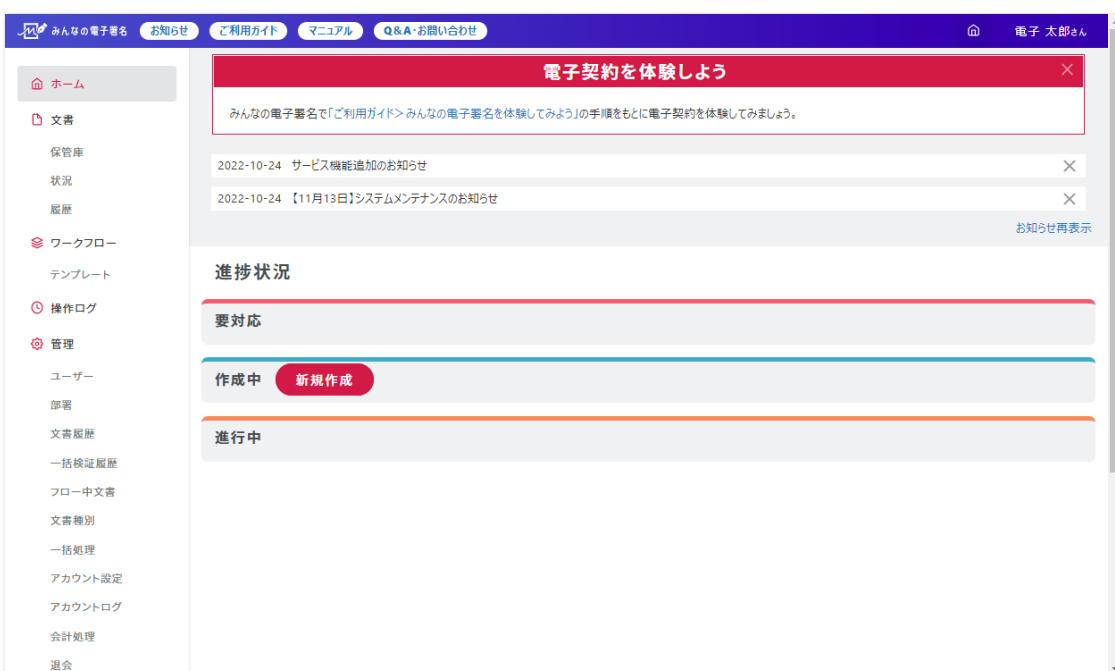 みんなの電子署名 お知らせ ご利用ガイド マニュアル Q&A・お問い合わせ 電子 太郎さん
ホーム
文書
保管庫
状況
履歴
ワークフロー
テンプレート
操作ログ
管理
ユーザー
部署
文書履歴
一括検証履歴
フロー中文書
文書種別
一括処理
アカウント設定
アカウントログ
会計処理
退会
電子契約を体験しよう
みんなの電子署名で「ご利用ガイド> みんなの電子署名を体験してみよう」の手順をもとに電子契約を体験してみましょう。
2022-10-24 サービス機能追加のお知らせ
2022-10-24 【11月13日】システムメンテナンスのお知らせ
お知らせ再表示
進捗状況
要対応
作成中 新規作成
進行中